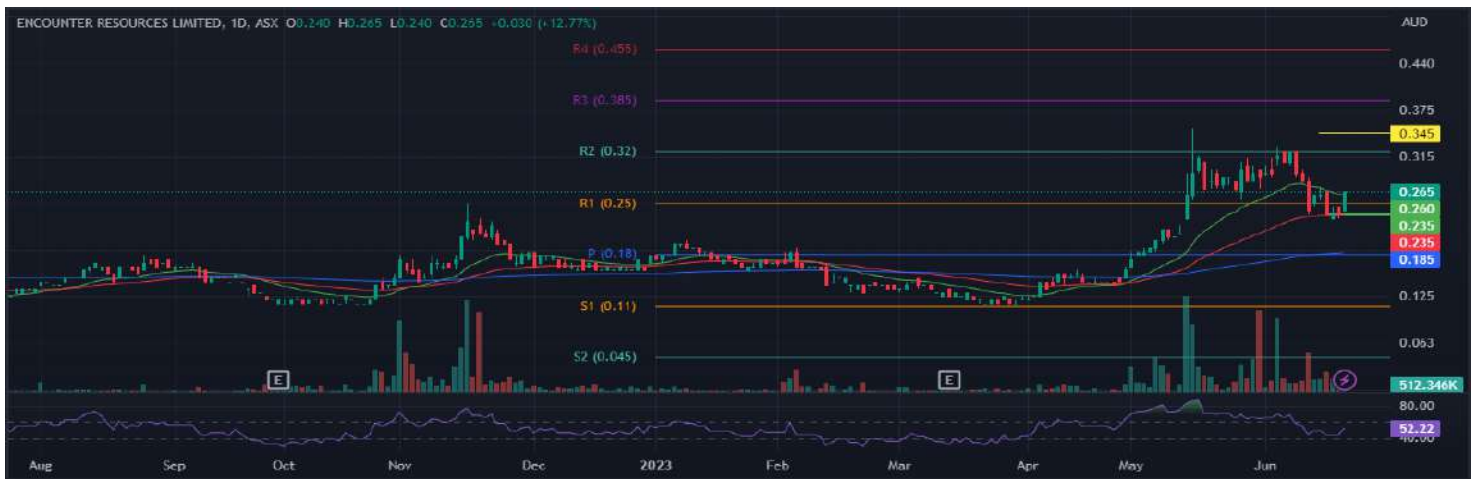 ENCOUNTER RESOURCES LIMITED, 1D, ASX O0.240 H0.265 L0.240 C0.265 +0.030 (+12.77%)
AUD
R4 (0.455)
0.440
R3 (0.385)
0.375
0.345
R2 (0.32)
0.315
0.265
R1 (0.25)
0.260
0.235
0.235
P (0.18)
0.185
0.125
S1 (0.11)
0.063
S2 (0.045)
E
E
512.346K
80.00
52.22
40.00
Aug Sep Oct Nov Dec 2023 Feb Mar Apr May Jun